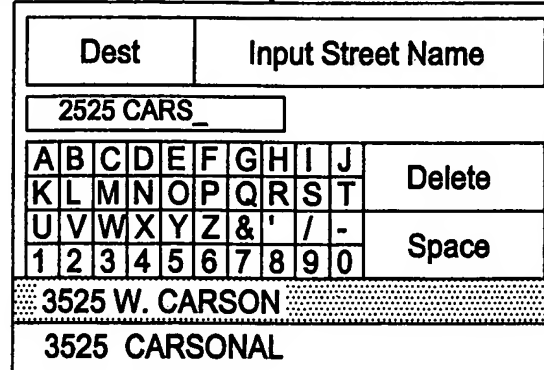 Dest Input Street Name
2525 CARS_
A B C D E F G H I J
K L M N O P Q R S T
Delete
U V W X Y Z & ' / -
1 2 3 4 5 6 7 8 9 0
Space
3525 W. CARSON
3525 CARSONAL